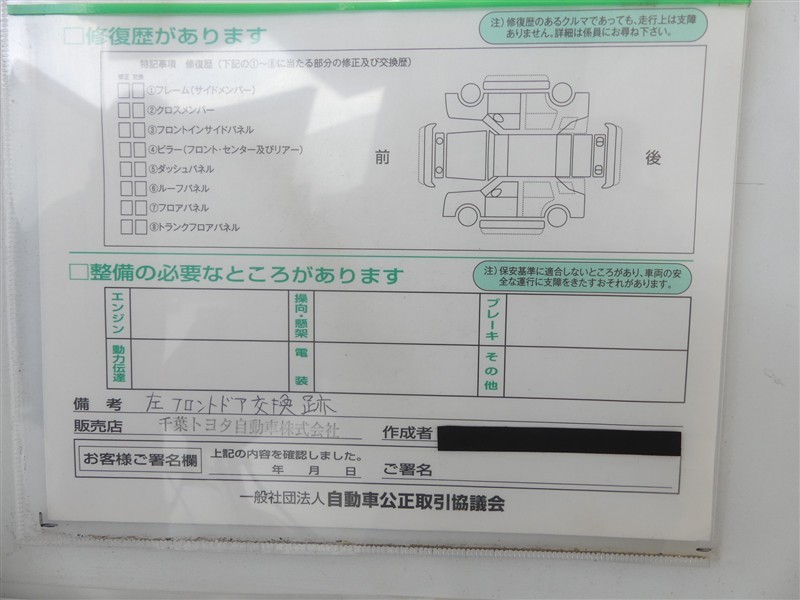 □修復歴があります
注）修復歴のあるクルマであっても、走行上は支障
ありません。詳細は係員にお尋ね下さい。
特記事項 修復歴（下記の①～⑧に当たる部分の修正及び交換歴）
修正 交換
①フレーム（サイドメンバー）
②クロスメンバー
③フロントインサイドパネル
④ピラー（フロント・センター及びリアー）
⑤ダッシュパネル
⑥ルーフパネル
⑦フロアパネル
⑧トランクフロアパネル
前
後
□整備の必要なところがあります
注）保安基準に適合しないところがあり、車両の安
全な運行に支障をきたすおそれがあります。
エンジン
操向・懸架
ブレーキ
動力伝達
電装
その他
備考 左フロントドア交換跡
販売店 千葉トヨタ自動車株式会社 作成者
お客様ご署名欄 上記の内容を確認しました。
年 月 日 ご署名
一般社団法人 自動車公正取引協議会